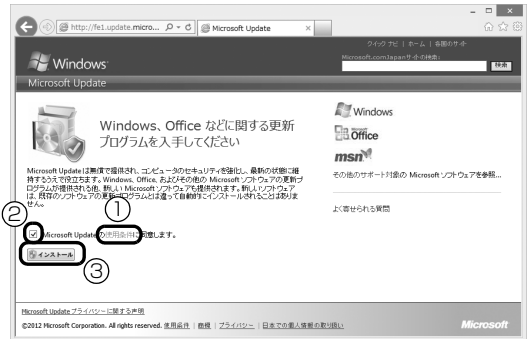 http://fe1.update.micro...
Microsoft Update
クイック ナビ | ホーム | 各国のサイト
Windows
Microsoft.comJapanサイトの検索:
検索
Microsoft Update
Windows、Office などに関する更新
プログラムを入手してください
Microsoft Update は無償で提供され、コンピュータのセキュリティを強化し、最新の状態に維
持するうえで役立ちます。Windows、Office、およびその他の Microsoft ソフトウェアの更新プ
ログラムが提供される他、新しい Microsoft ソフトウェアも提供されます。新しいソフトウェア
は、既存のソフトウェアの更新プログラムとは違って自動的にインストールされることはありま
せん。
Windows
Office
msn
その他のサポート対象の Microsoft ソフトウェアを参照...
よく寄せられる質問
①
②
Microsoft Update の使用条件に同意します。
インストール
③
Microsoft Update プライバシーに関する声明
©2012 Microsoft Corporation. All rights reserved. 使用条件 | 商標 | プライバシー | 日本での個人情報の取り扱い
Microsoft